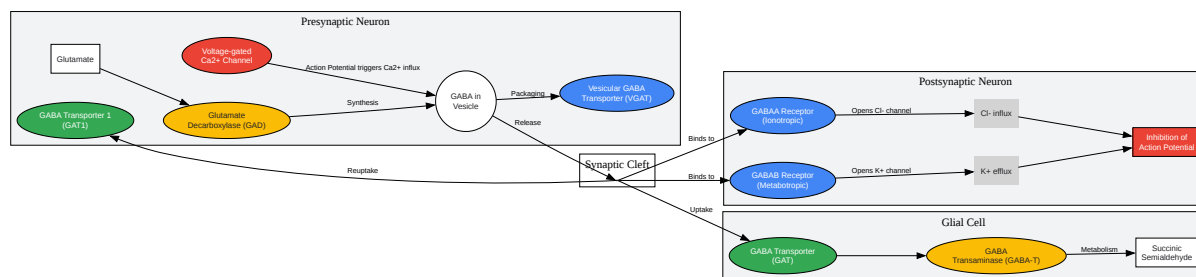 Presynaptic Neuron
Glutamate
Voltage-gated
Ca2+ Channel
Action Potential triggers Ca2+ influx
GABA Transporter 1
(GAT1)
Glutamate
Decarboxylase (GAD)
Synthesis
GABA in
Vesicle
Packaging
Vesicular GABA
Transporter (VGAT)
Release
Reuptake
Synaptic Cleft
Binds to
Binds to
Uptake
Postsynaptic Neuron
GABAA Receptor
(Ionotropic)
Opens Cl- channel
Cl- influx
GABAB Receptor
(Metabotropic)
Opens K+ channel
K+ efflux
Inhibition of
Action Potential
Glial Cell
GABA Transporter
(GAT)
GABA
Transaminase (GABA-T)
Metabolism
Succinic
Semialdehyde